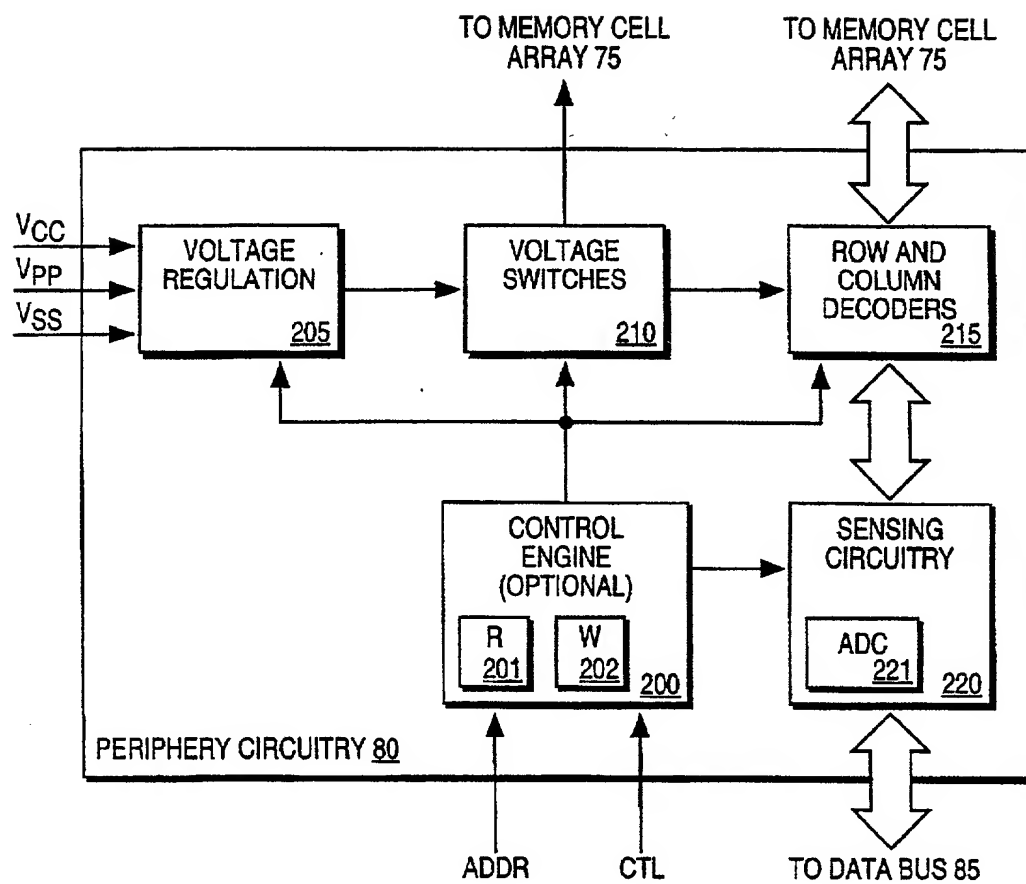 TO MEMORY CELL
ARRAY 75
TO MEMORY CELL
ARRAY 75
VCC
VPP
VSS
VOLTAGE
REGULATION
205
VOLTAGE
SWITCHES
210
ROW AND
COLUMN
DECODERS
215
CONTROL
ENGINE
(OPTIONAL)
R
201
W
202
200
SENSING
CIRCUITRY
ADC
221
220
PERIPHERY CIRCUITRY 80
ADDR
CTL
TO DATA BUS 85